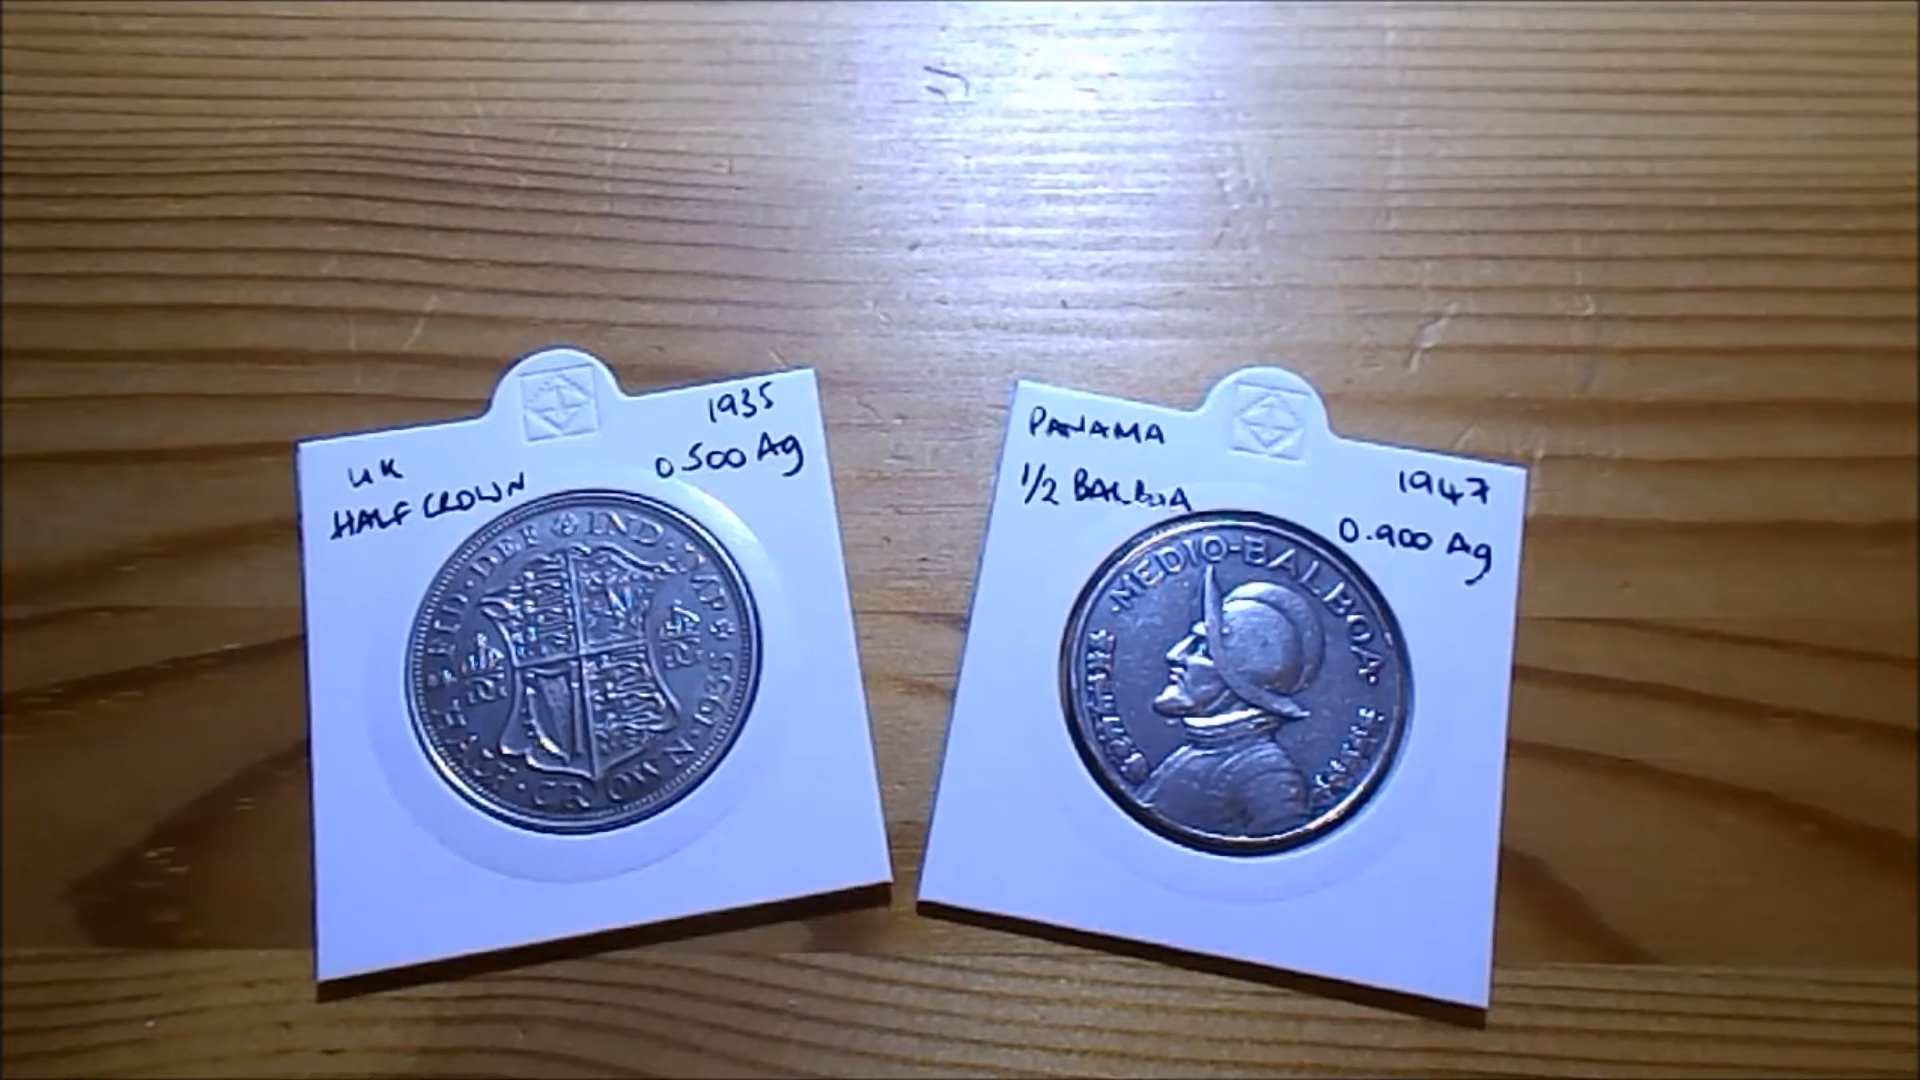 UK
HALF CROWN
1935
0.500 Ag
FID · DEF IND · IMP
HALF · CROWN · 1935
PANAMA
1/2 BALBOA
1947
0.900 Ag
· MEDIO-BALBOA ·